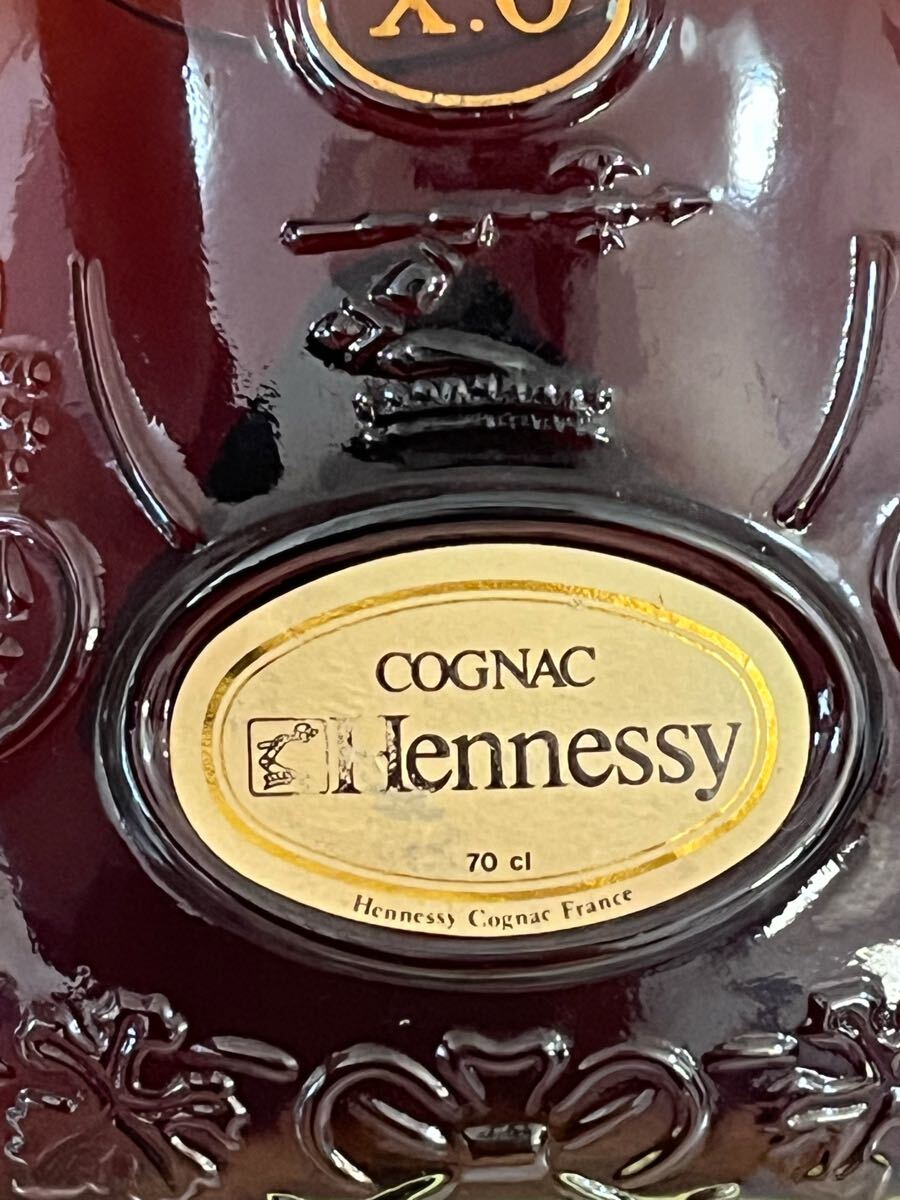 X.O
COGNAC
Hennessy
70 cl
Hennessy Cognac France